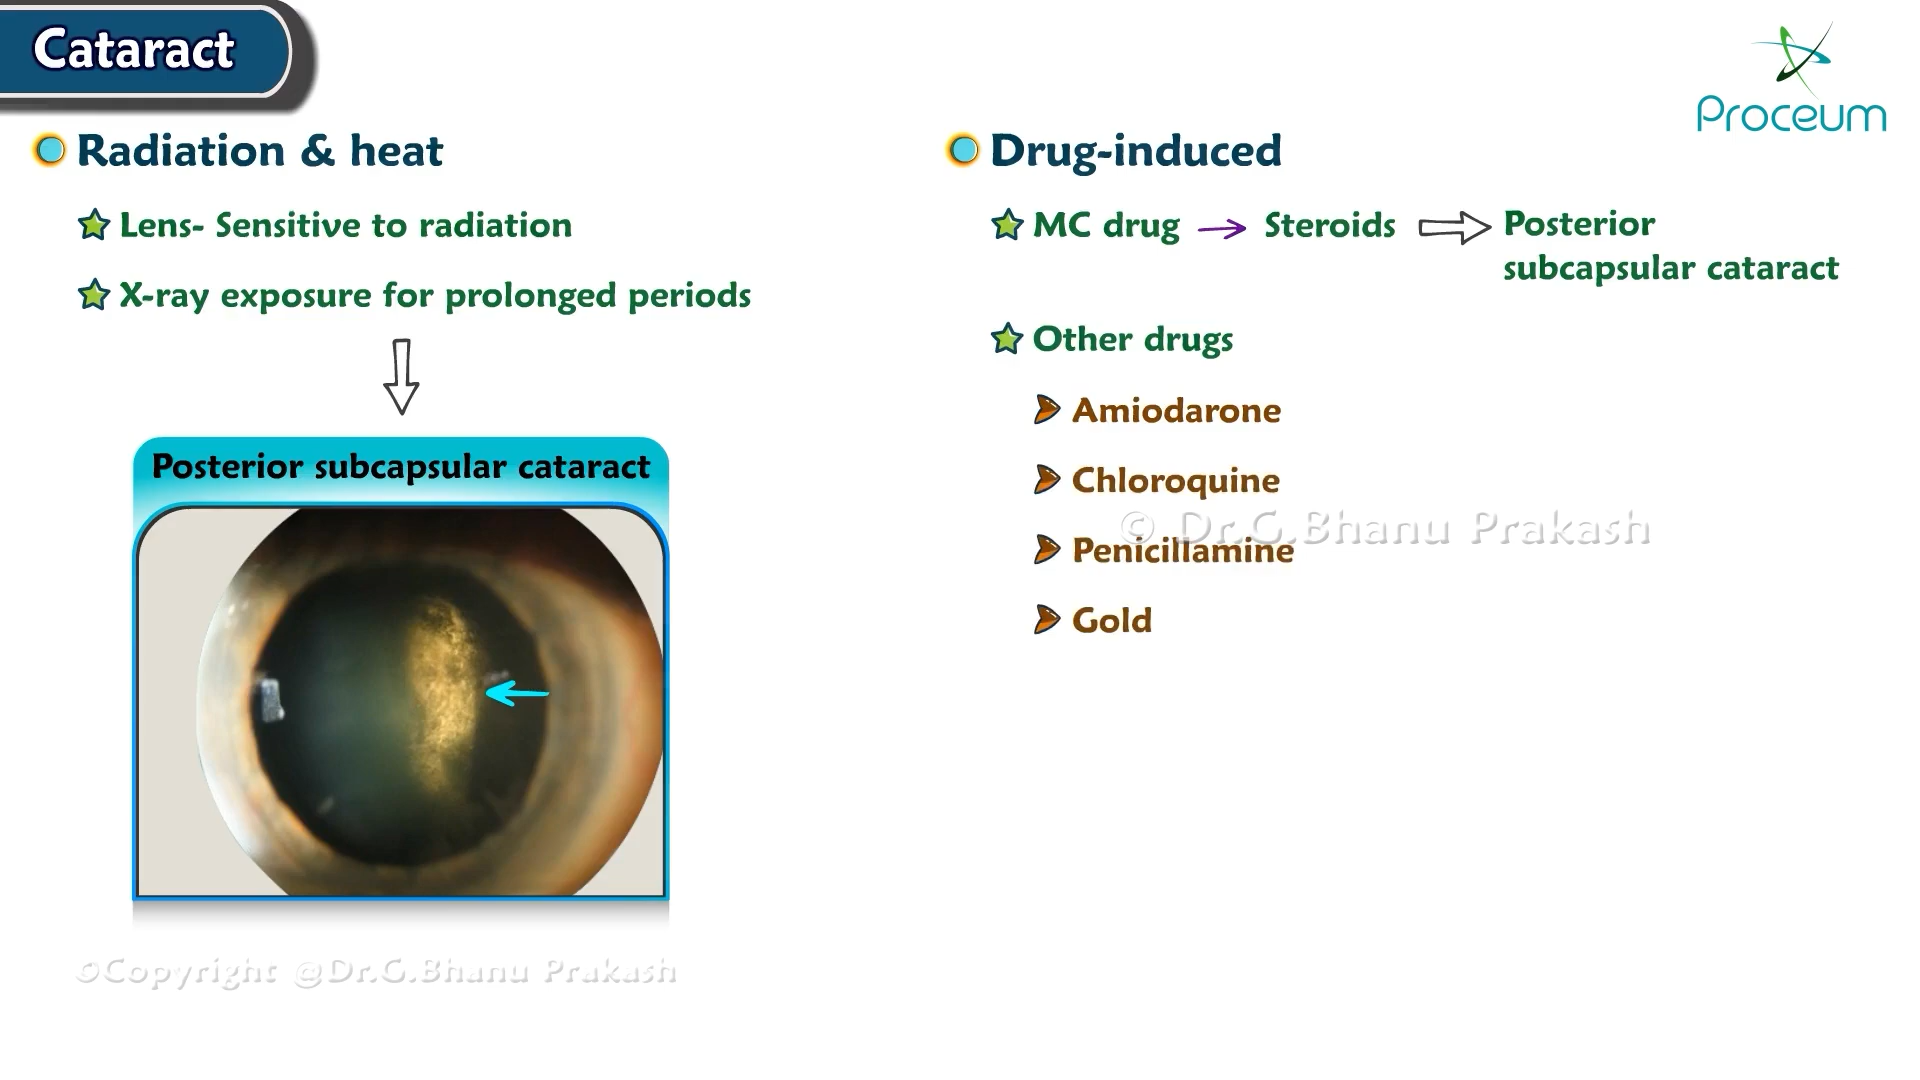 Cataract
Proceum
Radiation & heat
Lens- Sensitive to radiation
X-ray exposure for prolonged periods
Posterior subcapsular cataract
©Copyright @Dr.G.Bhanu Prakash
Drug-induced
MC drug → Steroids Posterior
subcapsular cataract
Other drugs
Amiodarone
Chloroquine
© Dr.G.Bhanu Prakash
Penicillamine
Gold